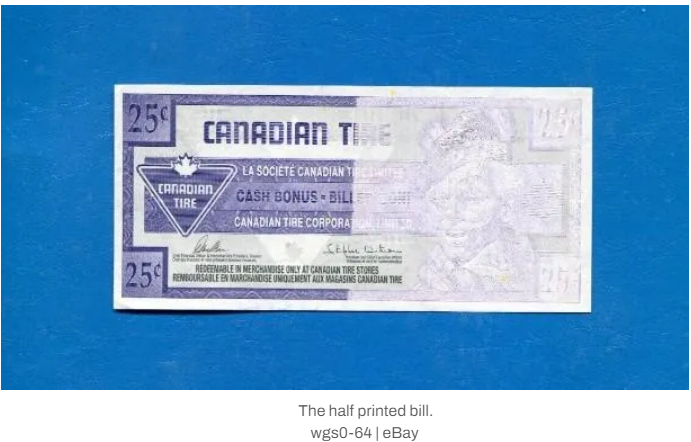 25¢
25¢
CANADIAN TIRE
LA SOCIÉTÉ CANADIAN TIRE LIMITÉE
CANADIAN
TIRE
CASH BONUS • BILLET
CANADIAN TIRE CORPORATION, LIMITED
REDEEMABLE IN MERCHANDISE ONLY AT CANADIAN TIRE STORES
REMBOURSABLE EN MARCHANDISE UNIQUEMENT AUX MAGASINS CANADIAN TIRE
25¢
25
The half printed bill.
wgs0-64 | eBay